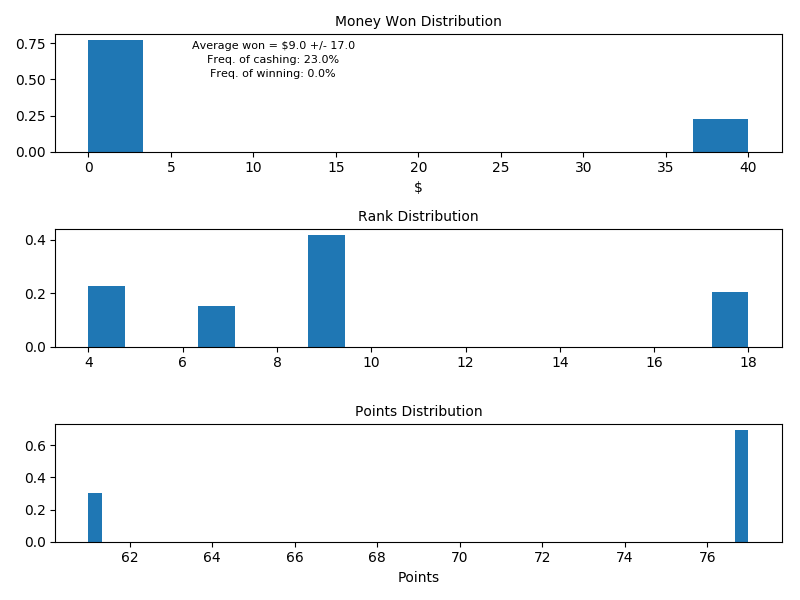 Money Won Distribution
Average won = $9.0 +/- 17.0
Freq. of cashing: 23.0%
Freq. of winning: 0.0%
0.75
0.50
0.25
0.00
0 5 10 15 20 25 30 35 40
$
Rank Distribution
0.4
0.2
0.0
4 6 8 10 12 14 16 18
Points Distribution
0.6
0.4
0.2
0.0
62 64 66 68 70 72 74 76
Points